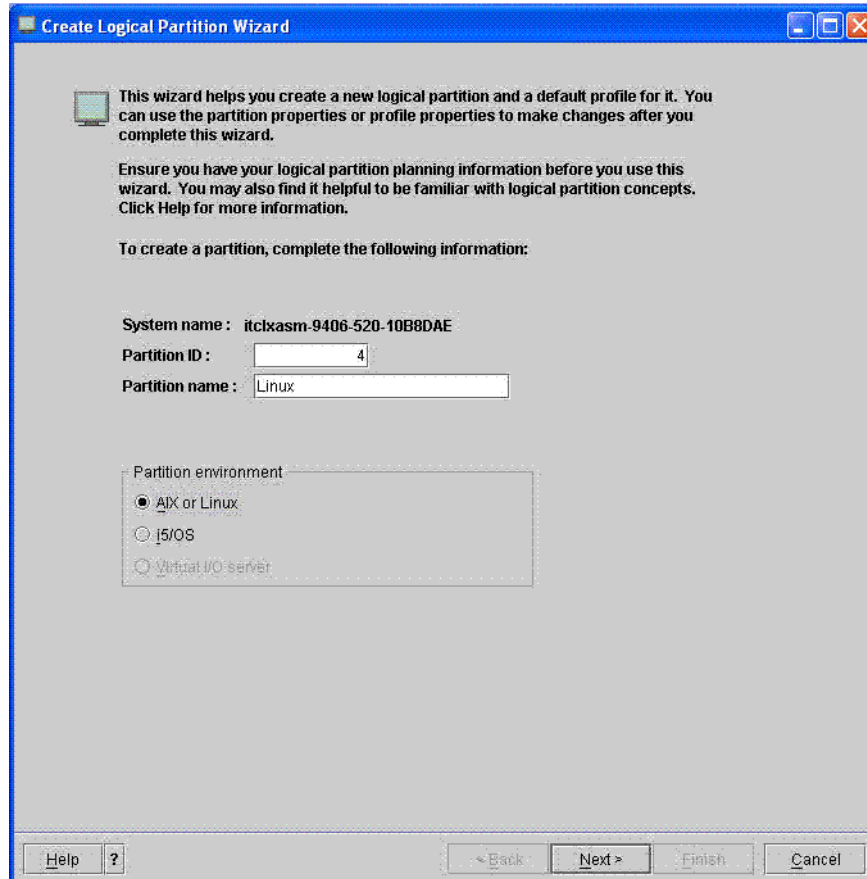 Create Logical Partition Wizard
This wizard helps you create a new logical partition and a default profile for it. You
can use the partition properties or profile properties to make changes after you
complete this wizard.
Ensure you have your logical partition planning information before you use this
wizard. You may also find it helpful to be familiar with logical partition concepts.
Click Help for more information.
To create a partition, complete the following information:
System name : itclxasm-9406-520-10B8DAE
Partition ID : 4
Partition name : Linux
Partition environment
AIX or Linux
i5/OS
Virtual I/O server
Help ? < Back Next > Finish Cancel